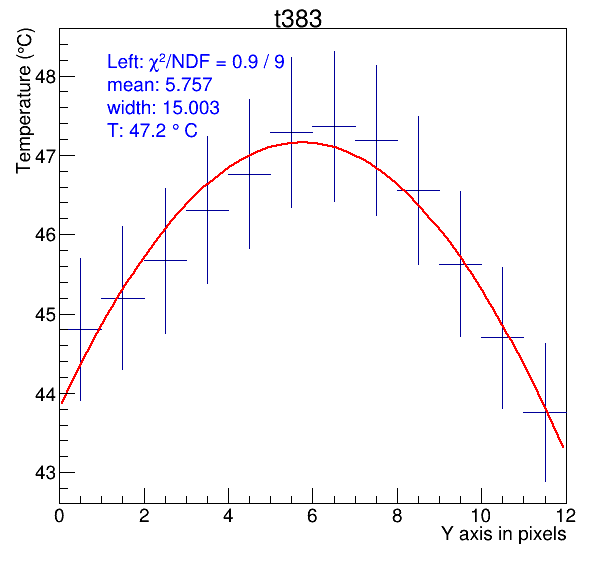 t383
Temperature (°C)
Left: χ²/NDF = 0.9 / 9
mean: 5.757
width: 15.003
T: 47.2 ° C
48
47
46
45
44
43
0 2 4 6 8 10 12
Y axis in pixels